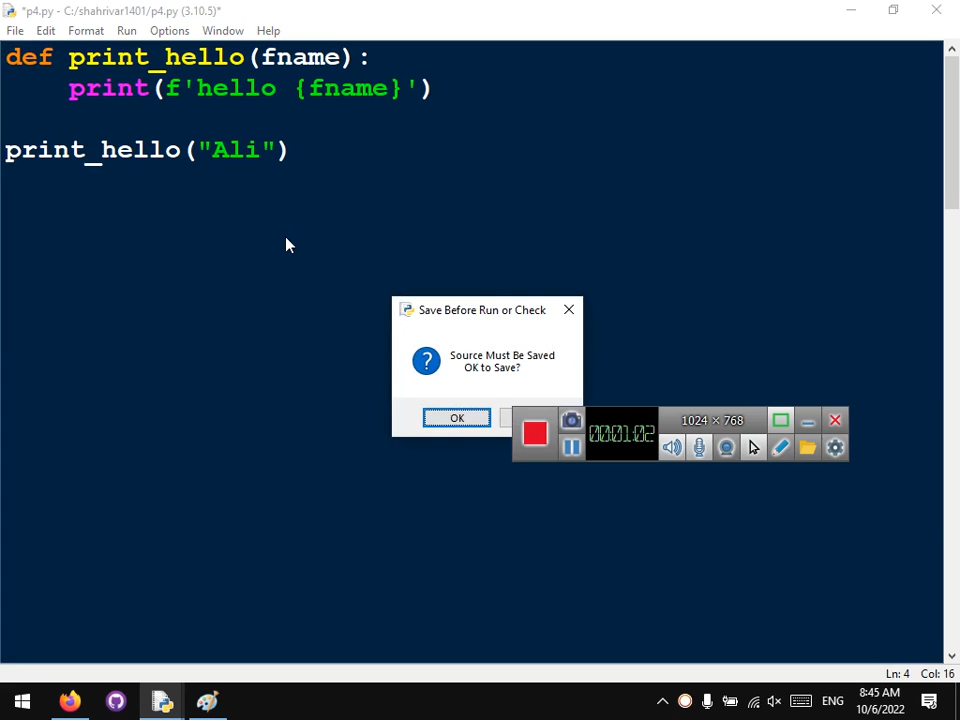 *p4.py - C:/shahrivar1401/p4.py (3.10.5)*
File Edit Format Run Options Window Help
def print_hello(fname):
    print(f'hello {fname}')
print_hello("Ali")
Save Before Run or Check
Source Must Be Saved
OK to Save?
OK
00:01:02
1024 × 768
Ln: 4 Col: 16
ENG
8:45 AM
10/6/2022